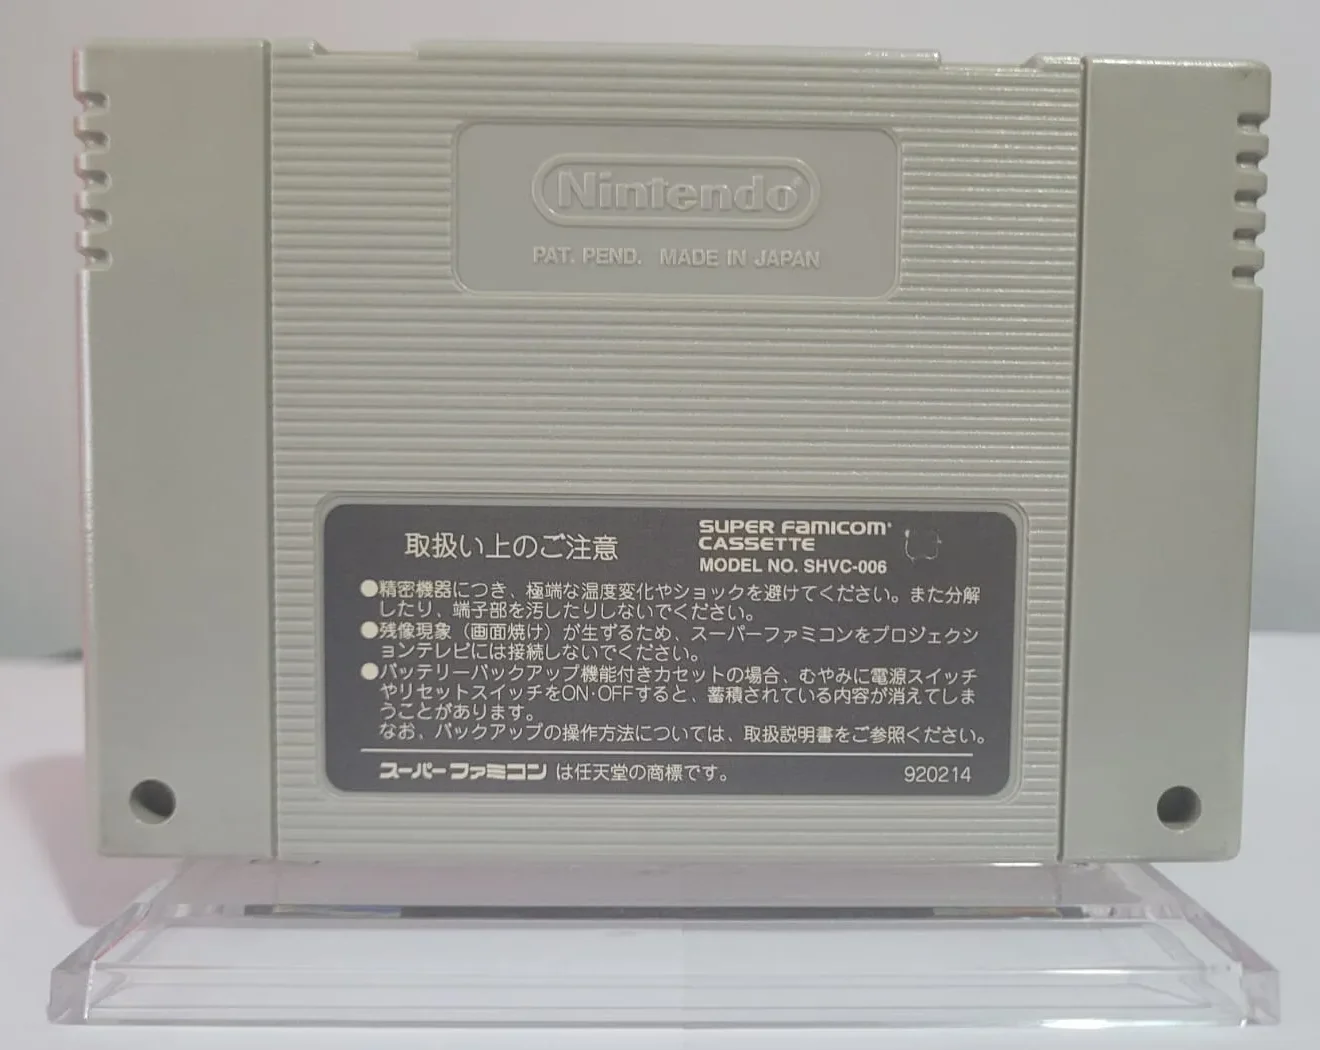 Nintendo
PAT. PEND. MADE IN JAPAN
取扱い上のご注意
SUPER FAMICOM
CASSETTE
MODEL NO. SHVC-006
●精密機器につき、極端な温度変化やショックを避けてください。また分解
したり、端子部を汚したりしないでください。
●残像現象（画面焼け）が生ずるため、スーパーファミコンをプロジェクシ
ョンテレビには接続しないでください。
●バッテリーバックアップ機能付きカセットの場合、むやみに電源スイッチ
やリセットスイッチをON·OFFすると、蓄積されている内容が消えてしま
うことがあります。
なお、バックアップの操作方法については、取扱説明書をご参照ください。
スーパーファミコン は任天堂の商標です。
920214